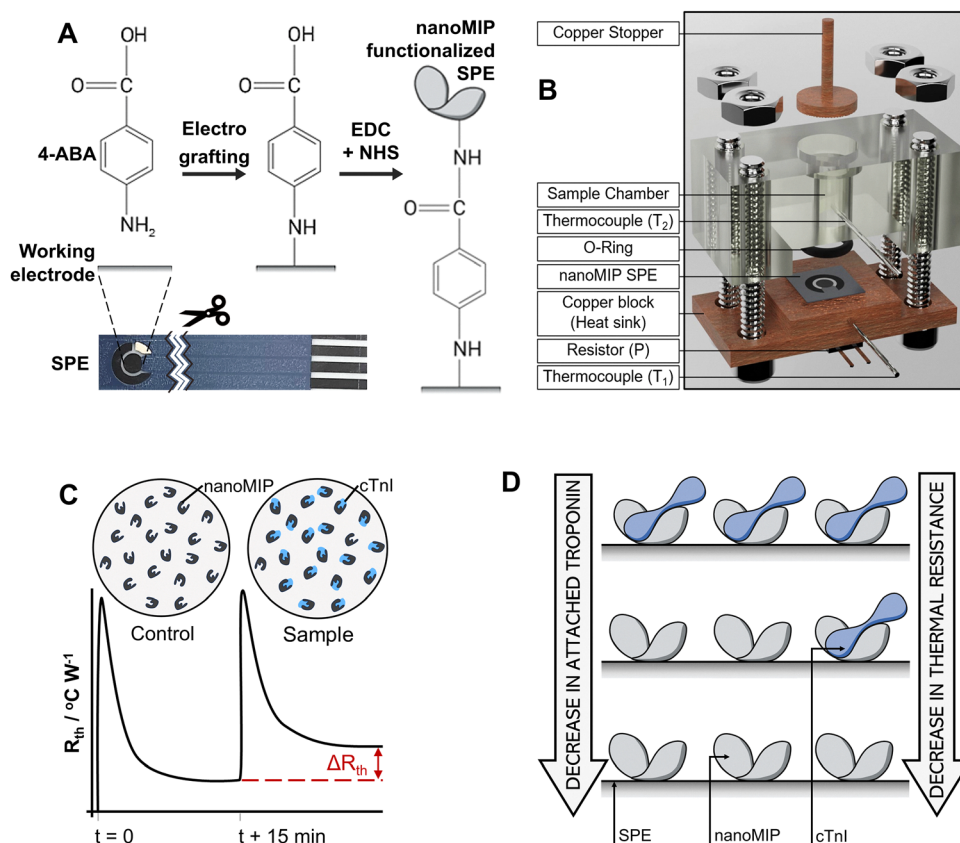 A
OH
O
C
4-ABA
NH2
Electro
grafting
OH
O
C
NH
EDC
+ NHS
nanoMIP
functionalized
SPE
NH
O
C
NH
Working
electrode
SPE
B
Copper Stopper
Sample Chamber
Thermocouple (T2)
O-Ring
nanoMIP SPE
Copper block
(Heat sink)
Resistor (P)
Thermocouple (T1)
C
nanoMIP
cTnI
Control
Sample
Rth / ºC W-1
ΔRth
t = 0
t + 15 min
D
DECREASE IN ATTACHED TROPONIN
DECREASE IN THERMAL RESISTANCE
SPE
nanoMIP
cTnI